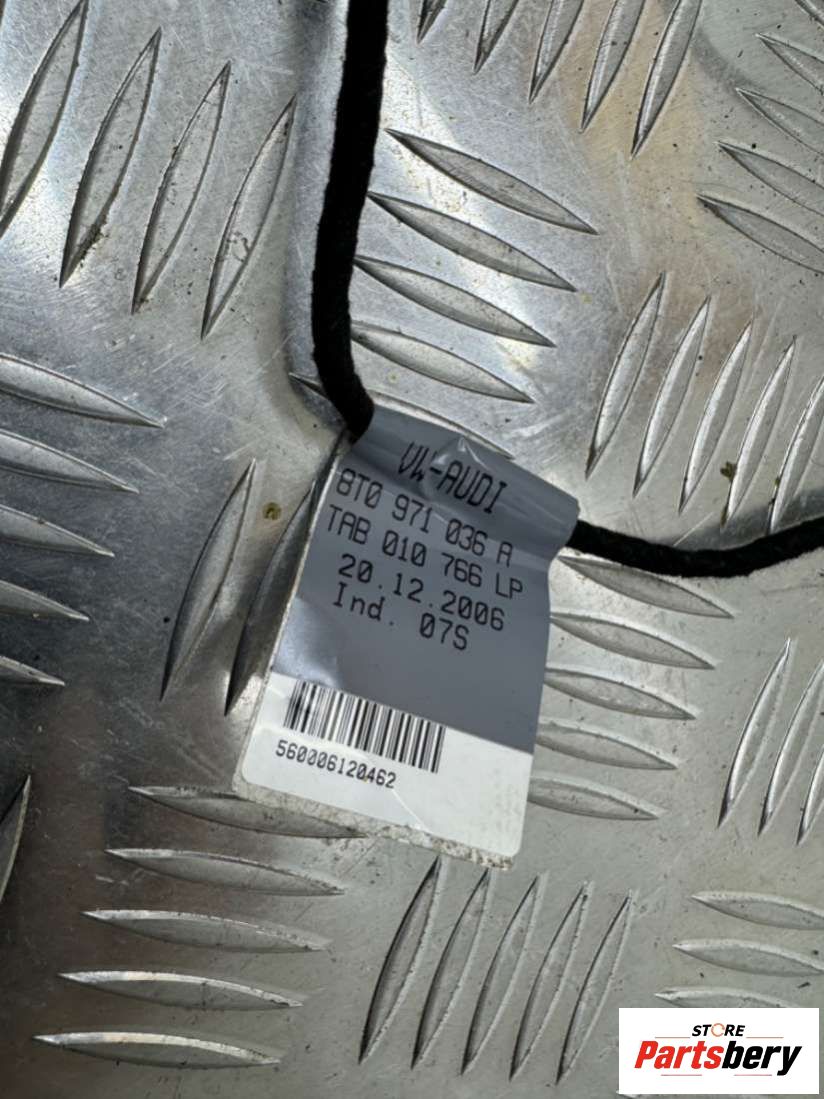 VW-AUDI
8T0 971 036 A
TAB 010 766 LP
20.12.2006
Ind. 07S
560006120462
STORE
Partsbery